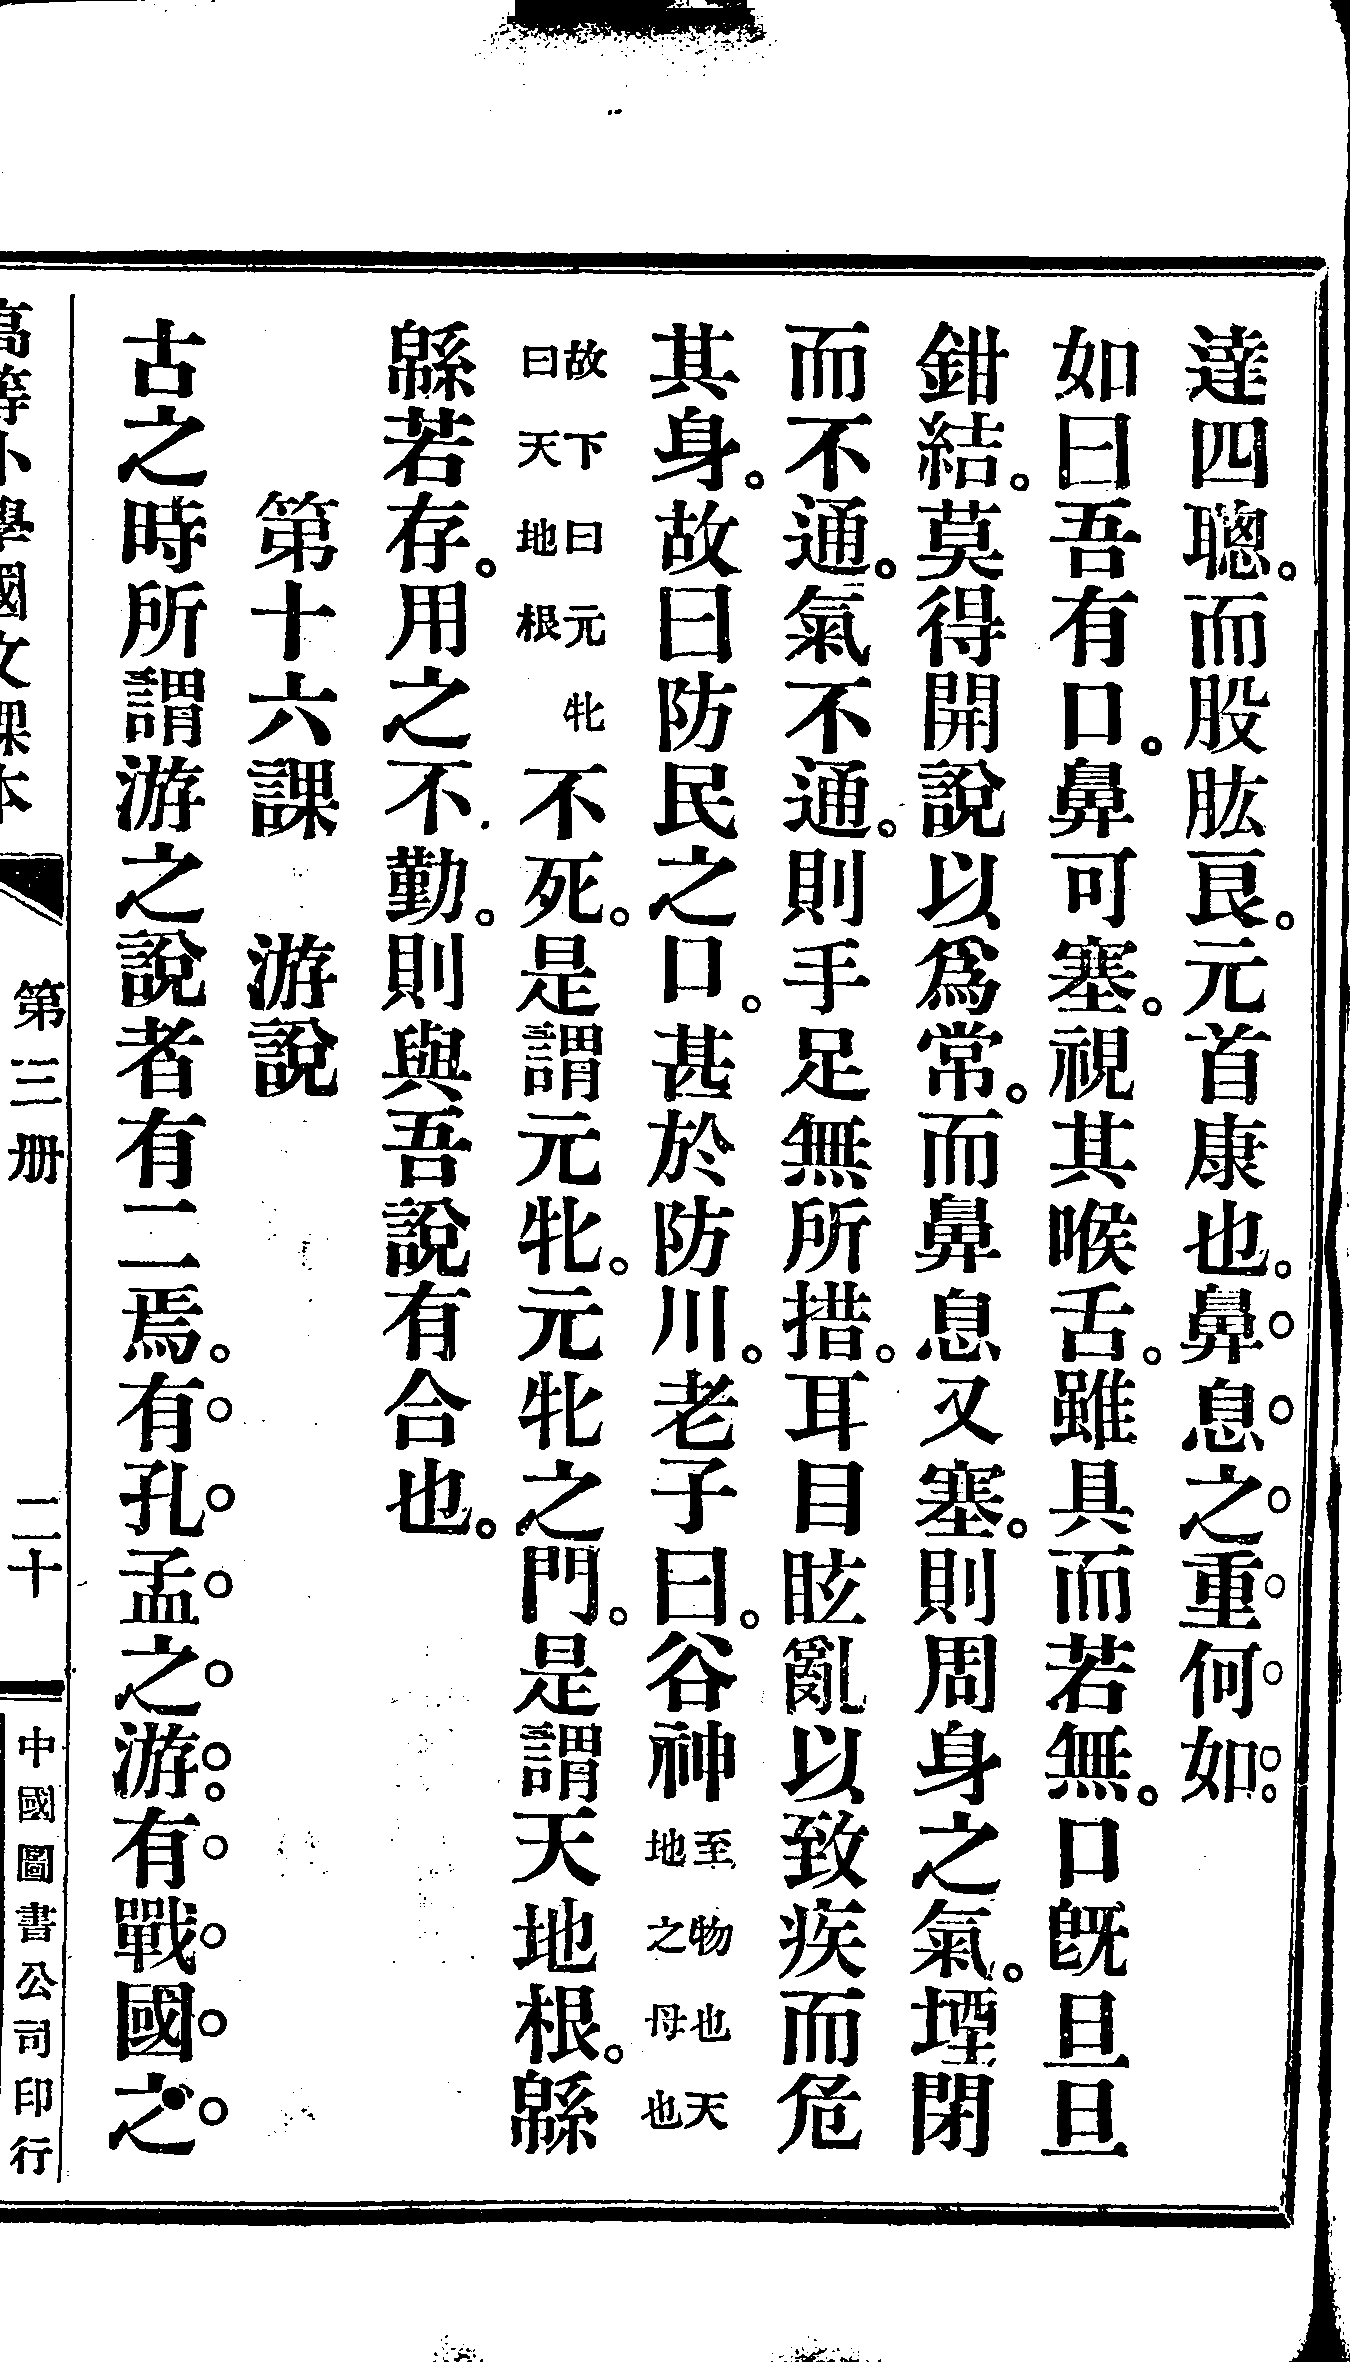 達四聰。而股肱良。元首康也。鼻息之重何如。
如曰吾有口。鼻可塞。視其喉舌。雖具而若無。口旣旦旦
鉗結。莫得開說以爲常。而鼻息又塞。則周身之氣。堙閉
而不通。氣不通。則手足無所措。耳目眩亂以致疾而危
其身。故曰防民之口。甚於防川。老子曰。谷神至物也天地之母也
故下曰元牝曰天地根不死。是謂元牝。元牝之門。是謂天地根。緜
緜若存。用之不勤。則與吾說有合也。
第十六課　游說
古之時所謂游之說者有二焉。有孔孟之游。有戰國之
高等小學國文課本　第三册　二十　中國圖書公司印行